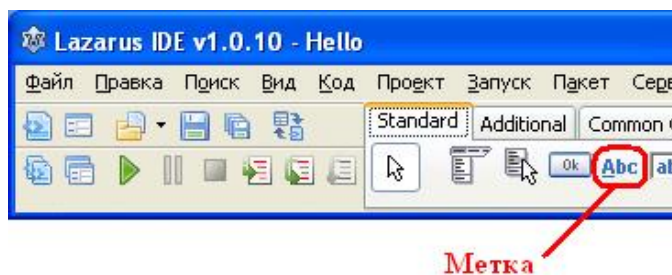 Lazarus IDE v1.0.10 - Hello
Файл Правка Поиск Вид Код Проект Запуск Пакет
Standard Additional Common
Ok Abc
Метка